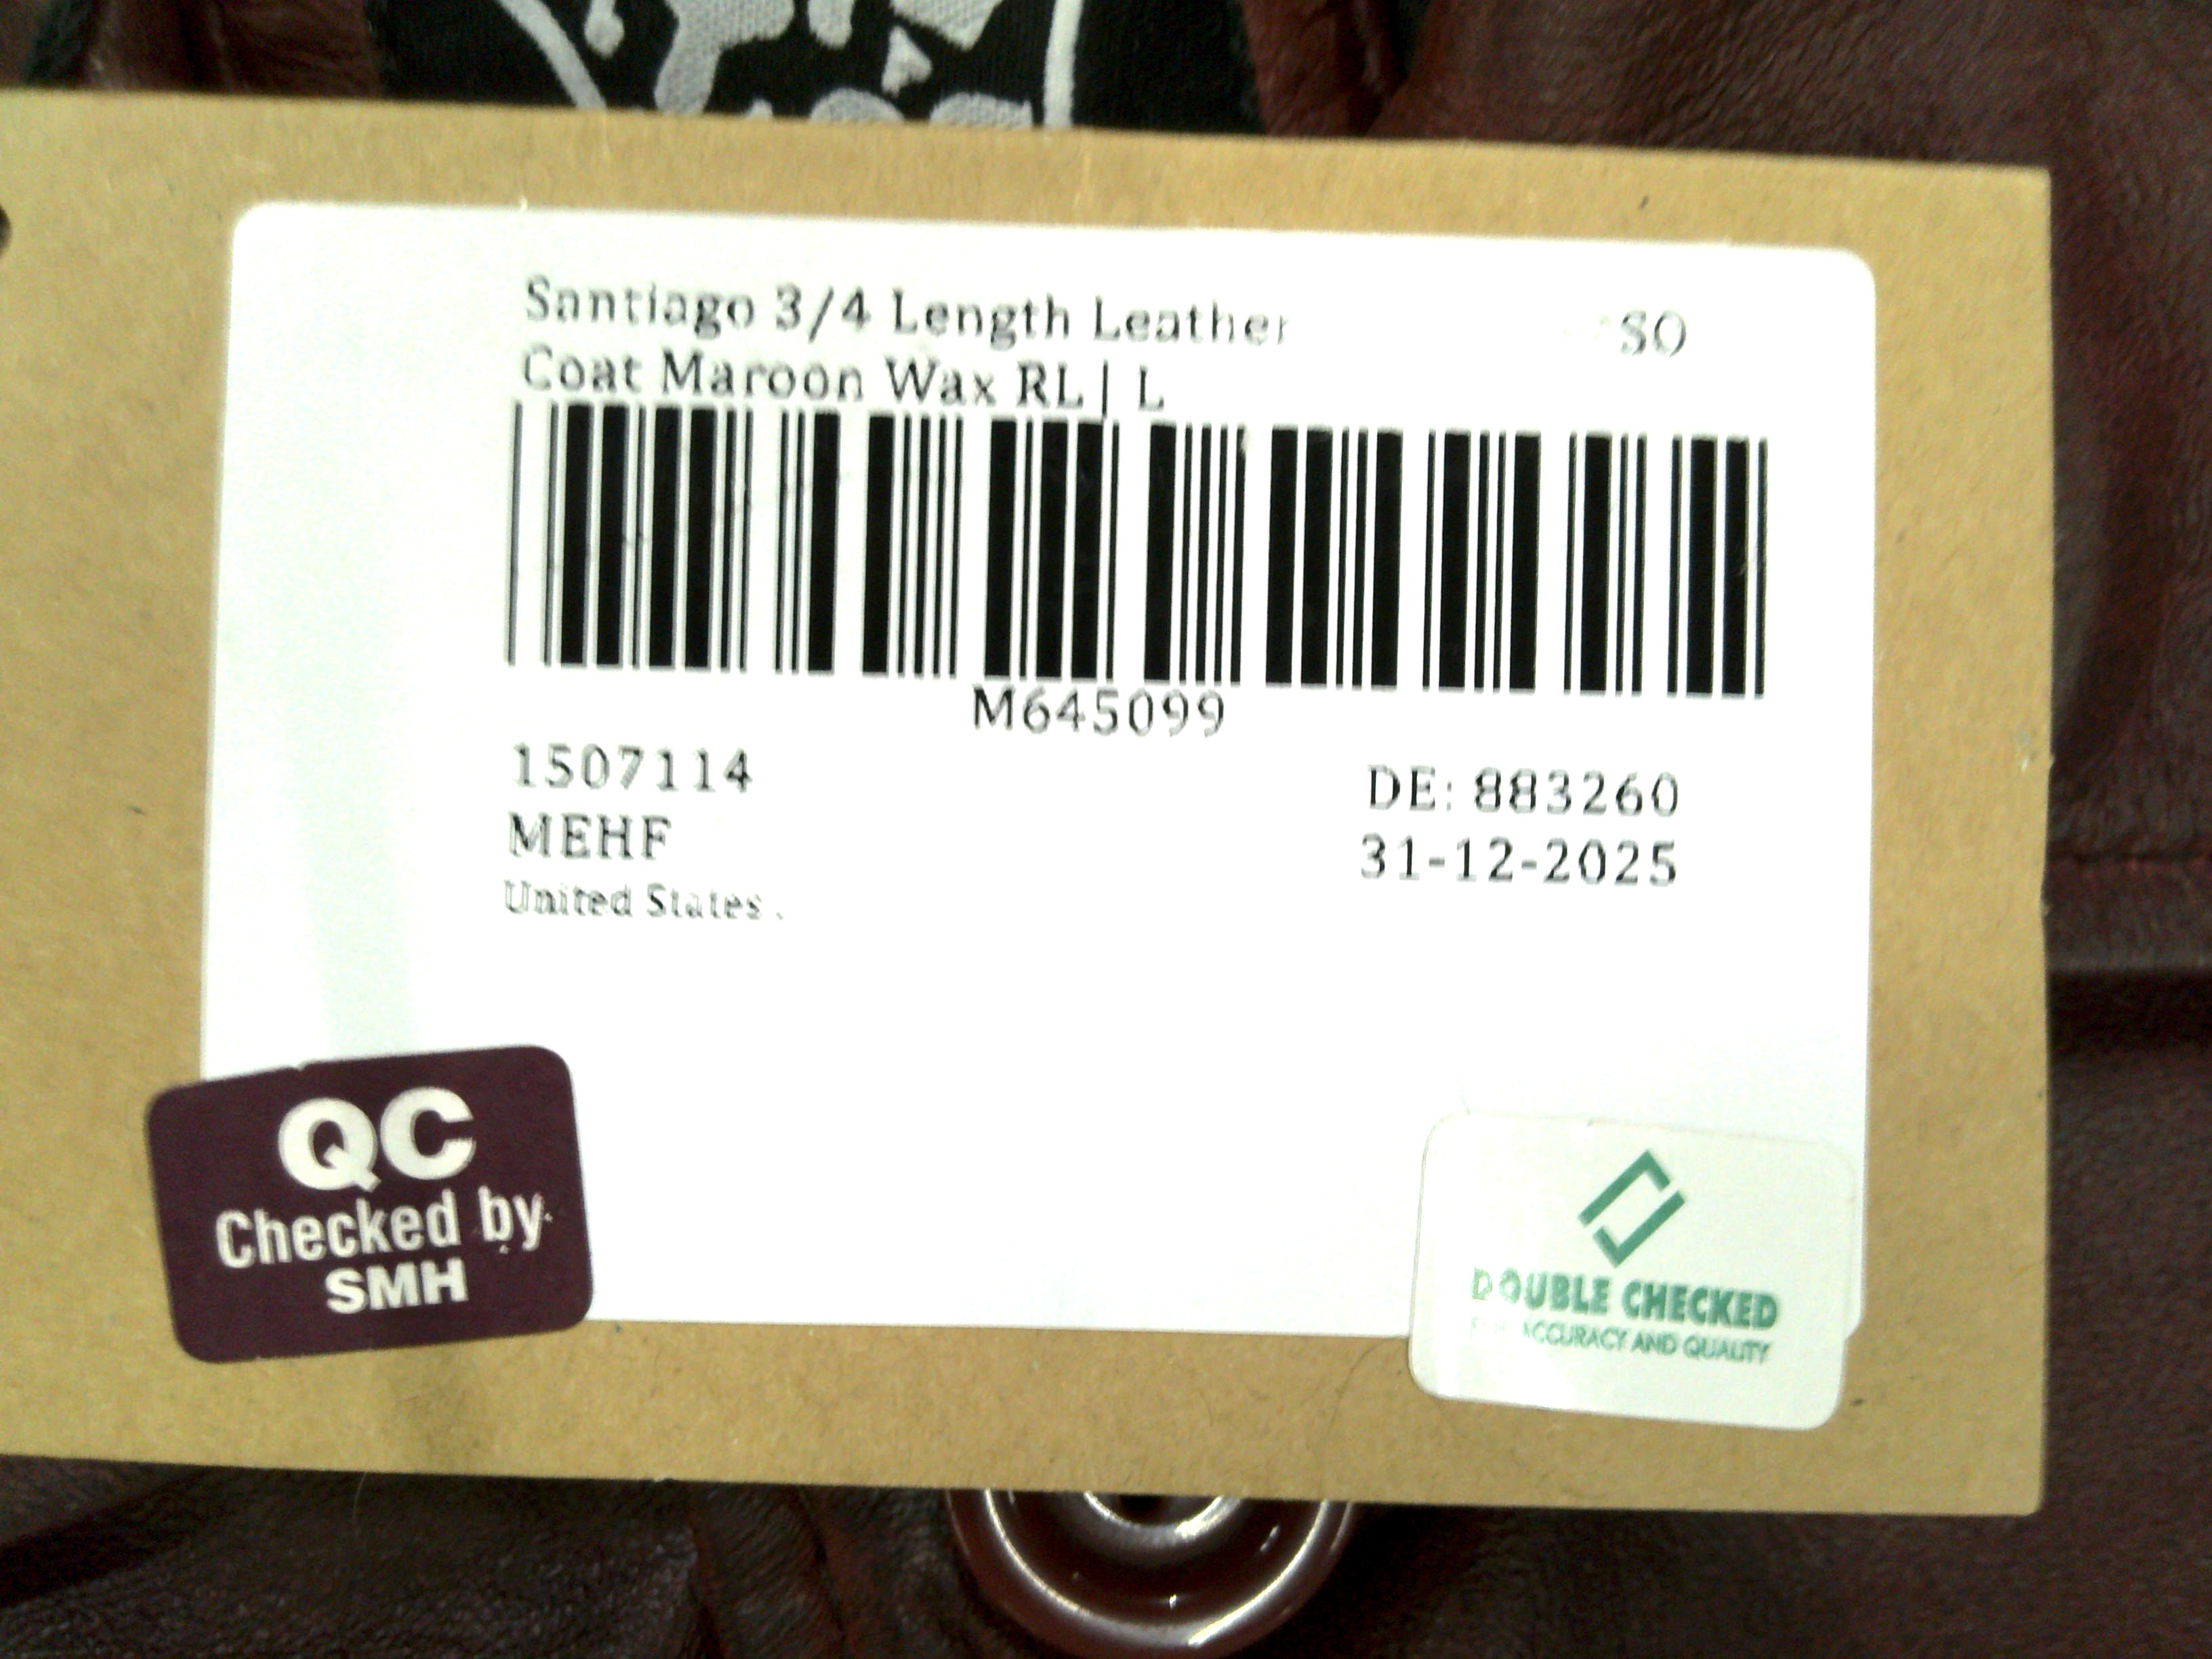 Santiago 3/4 Length Leather SO
Coat Maroon Wax RL | L
M645099
1507114 DE: 883260
MEHF 31-12-2025
United States .
QC
Checked by
SMH
DOUBLE CHECKED
ACCURACY AND QUALITY